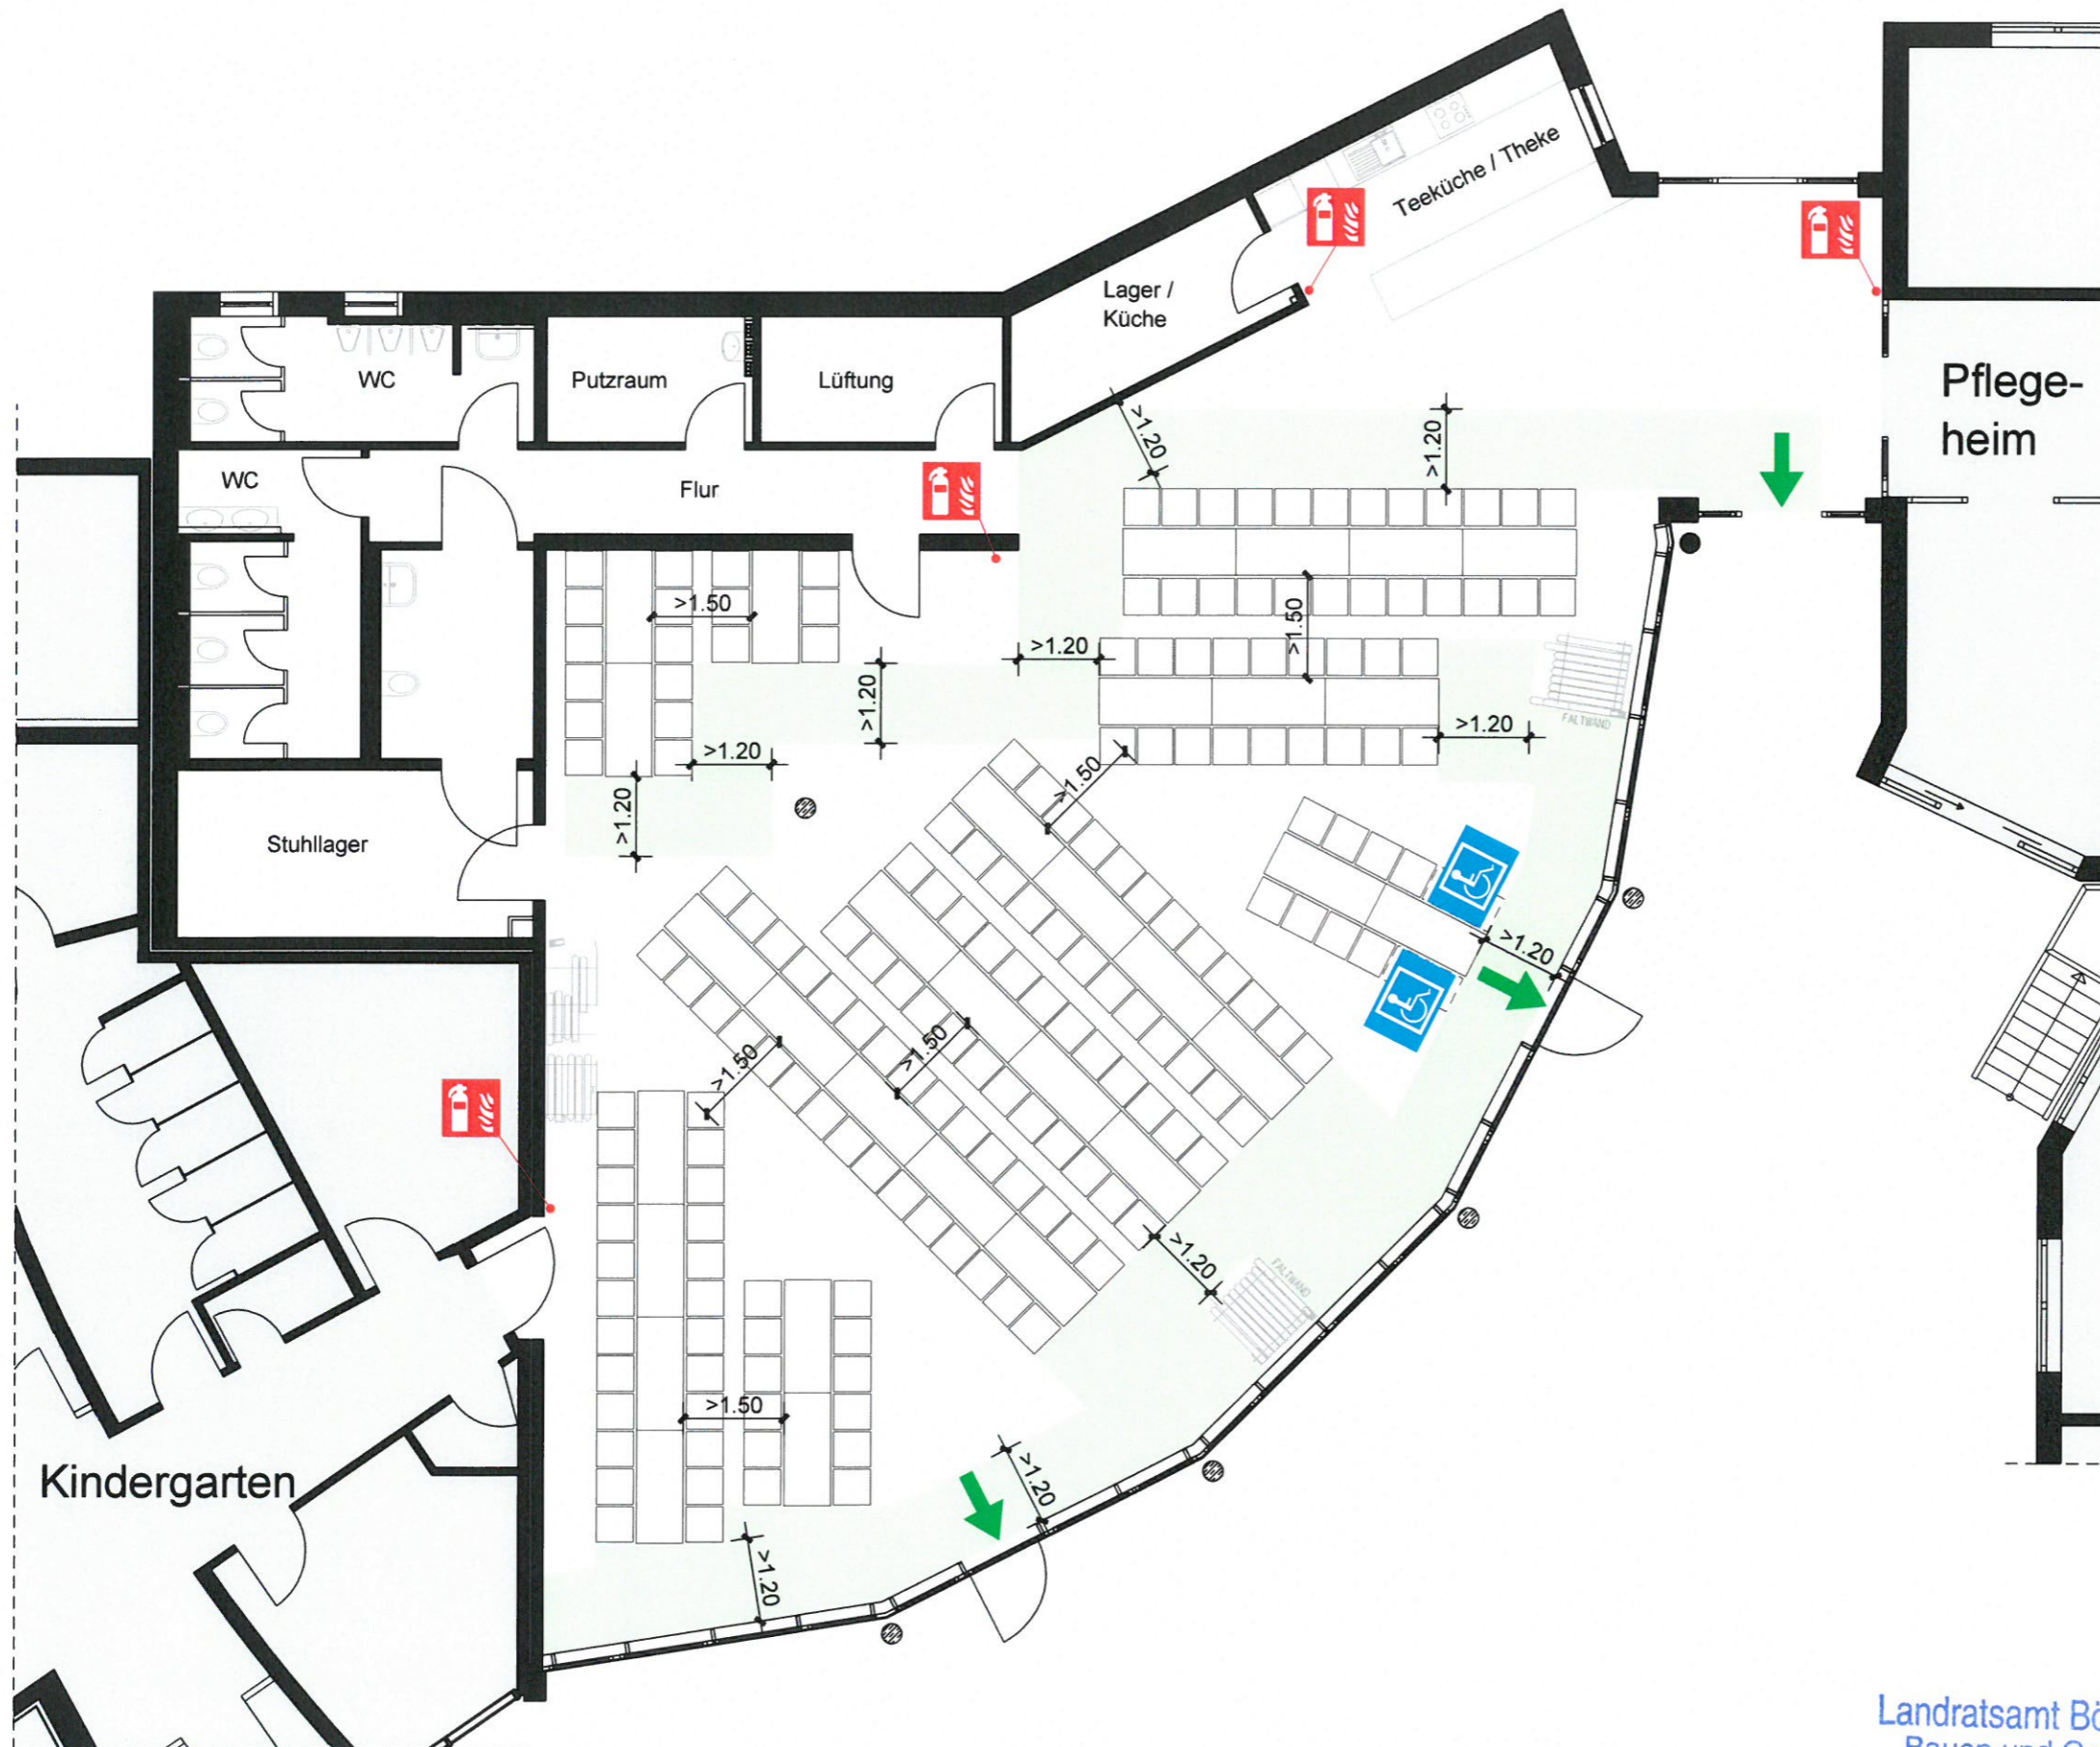 Teeküche / Theke
Lager /
Küche
WC
Putzraum
Lüftung
Pflege-
heim
>1.20
>1.20
WC
Flur
>1.50
>1.50
>1.20
>1.20
FALTWAND
>1.20
>1.20
>1.50
>1.20
Stuhllager
>1.20
>1.50
>1.50
>1.20
FALTWAND
>1.50
>1.20
Kindergarten
>1.20
Landratsamt Bö